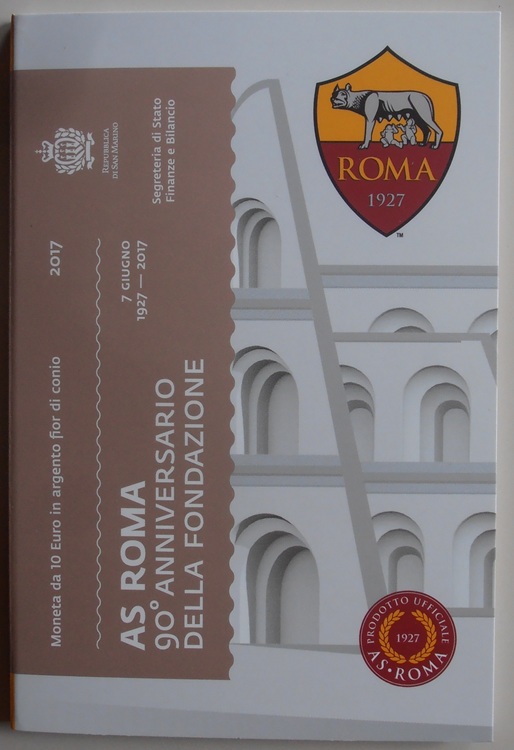 REPUBBLICA
DI SAN MARINO
Segreteria di Stato
Finanze e Bilancio
Moneta da 10 Euro in argento fior di conio
2017
7 GIUGNO
1927 — 2017
AS ROMA
90° ANNIVERSARIO
DELLA FONDAZIONE
ROMA
1927
TM
PRODOTTO UFFICIALE
1927
AS•ROMA